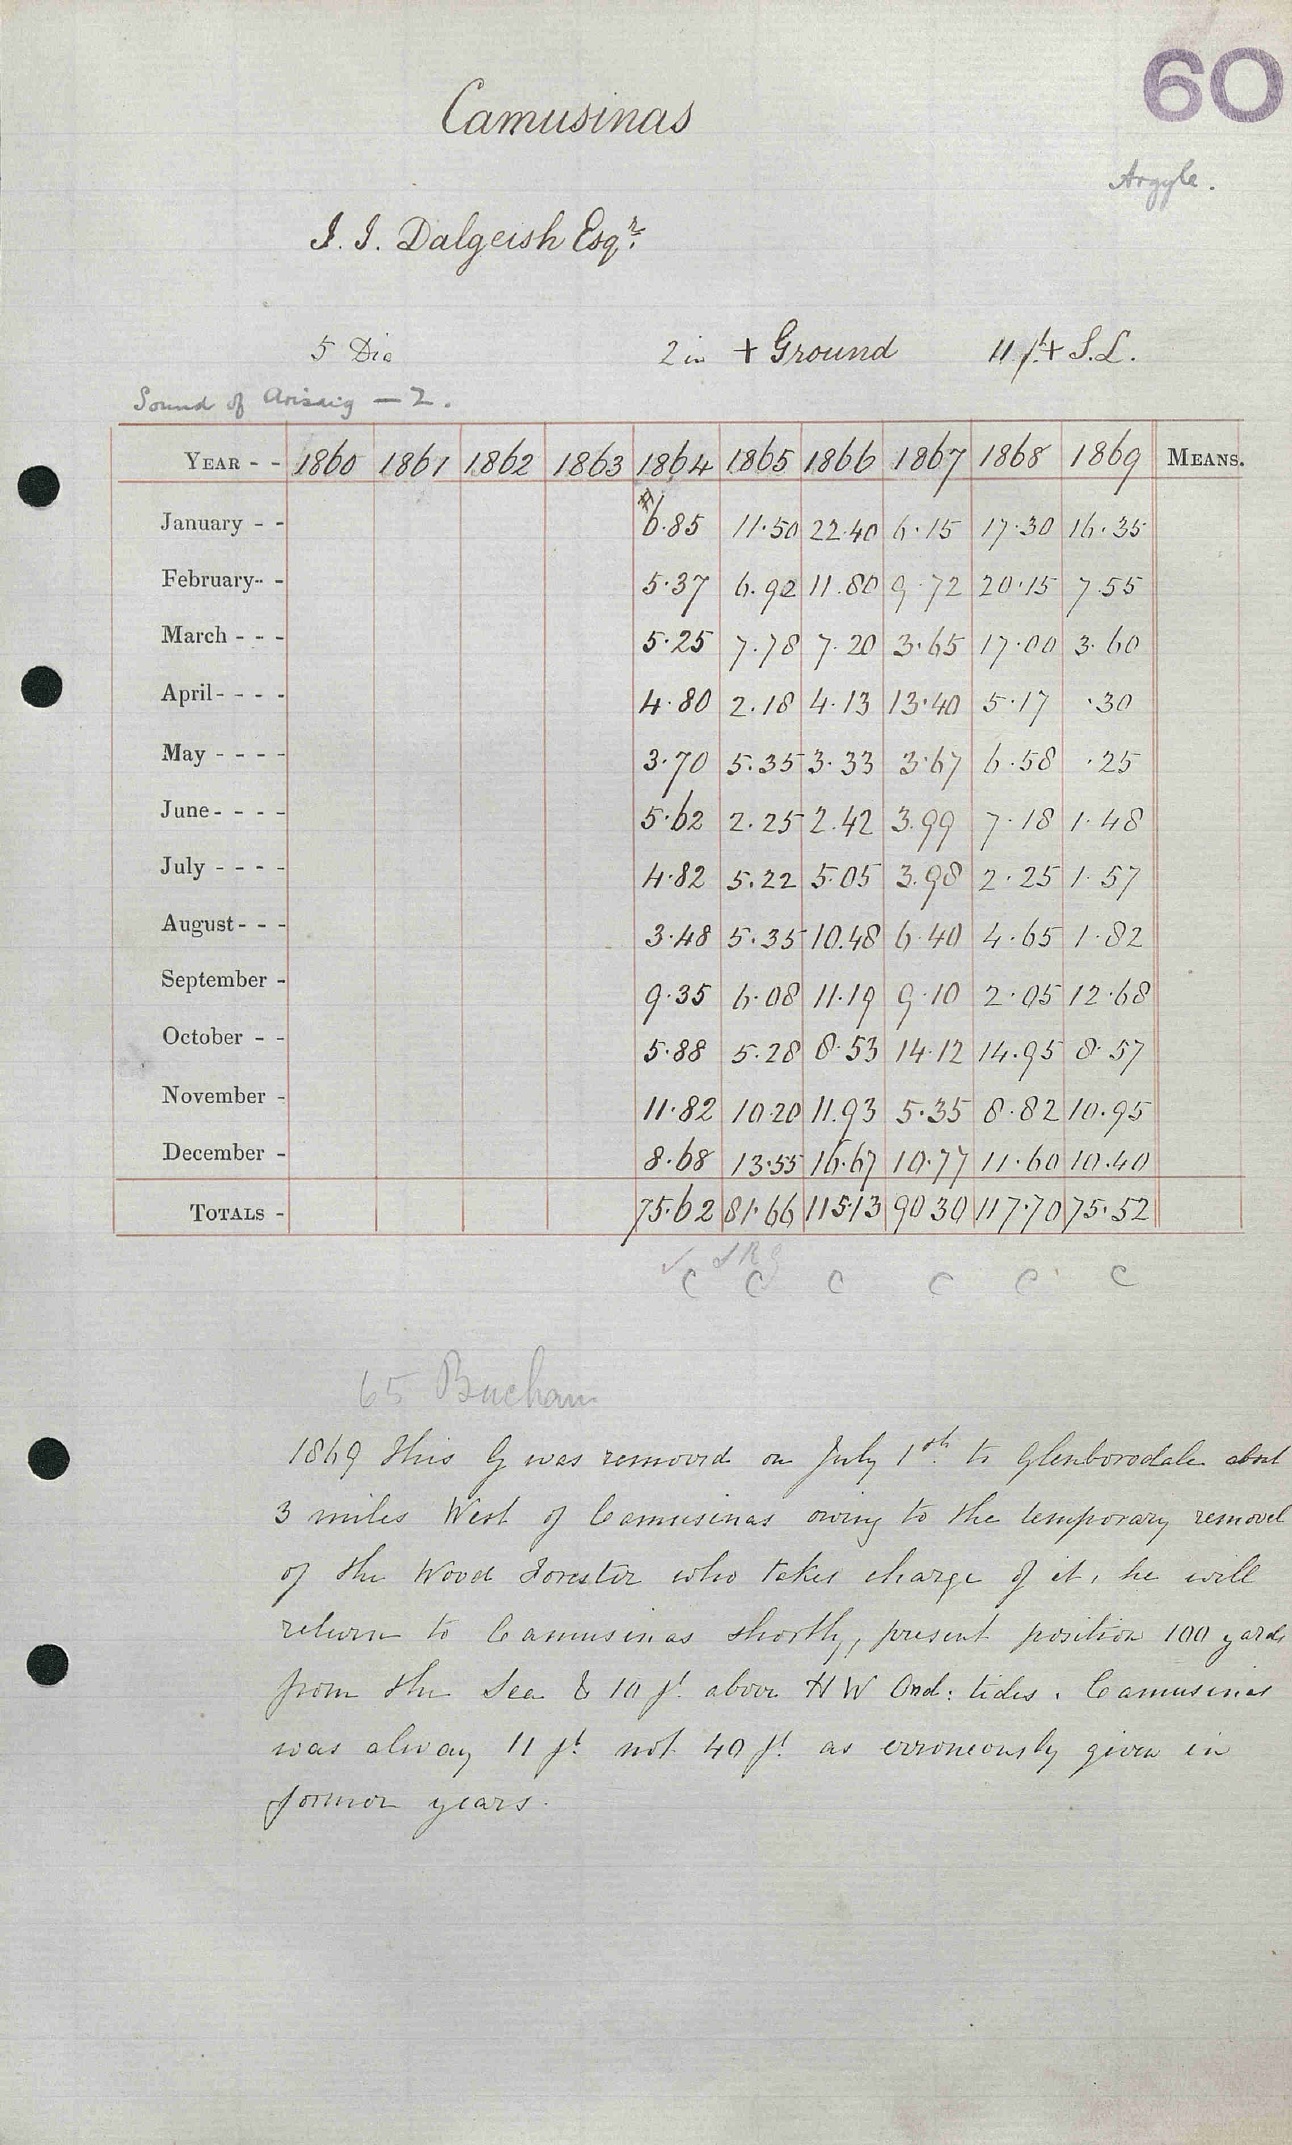 60
Camusinas
Argyle.
J. J. Dalgeish Esqr.
5 Dia 2 in + Ground 11 ft + S.L.
Sound of Arisaig - 2.
YEAR - - 1860 1861 1862 1863 1864 1865 1866 1867 1868 1869 MEANS.
January - - 6.85 11.50 22.40 6.15 17.30 16.35
February - - 5.37 6.92 11.80 9.72 20.15 7.55
March - - - 5.25 7.78 7.20 3.65 17.00 3.60
April - - - - 4.80 2.18 4.13 13.40 5.17 .30
May - - - - 3.70 5.35 3.33 3.67 6.58 .25
June - - - - 5.62 2.25 2.42 3.99 7.18 1.48
July - - - - 4.82 5.22 5.05 3.98 2.25 1.57
August - - - 3.48 5.35 10.48 6.40 4.65 1.82
September - 9.35 6.08 11.19 9.10 2.05 12.68
October - - 5.88 5.28 8.53 14.12 14.95 8.57
November - 11.82 10.20 11.93 5.35 8.82 10.95
December - 8.68 13.55 16.67 10.77 11.60 10.40
TOTALS - 75.62 81.66 115.13 90.30 117.70 75.52
C C C C C C
65 Buchan
1869 This G was removed on July 1st. to Glenborodale abut
3 miles West of Camusinas owing to the temporary removal
of the Wood Forester who takes charge of it, he will
return to Camusinas shortly, present position 100 yards
from the Sea & 10 ft. above H W Ord: tides. Camusinas
was alway 11 ft. not 40 ft. as erroneously given in
former years.